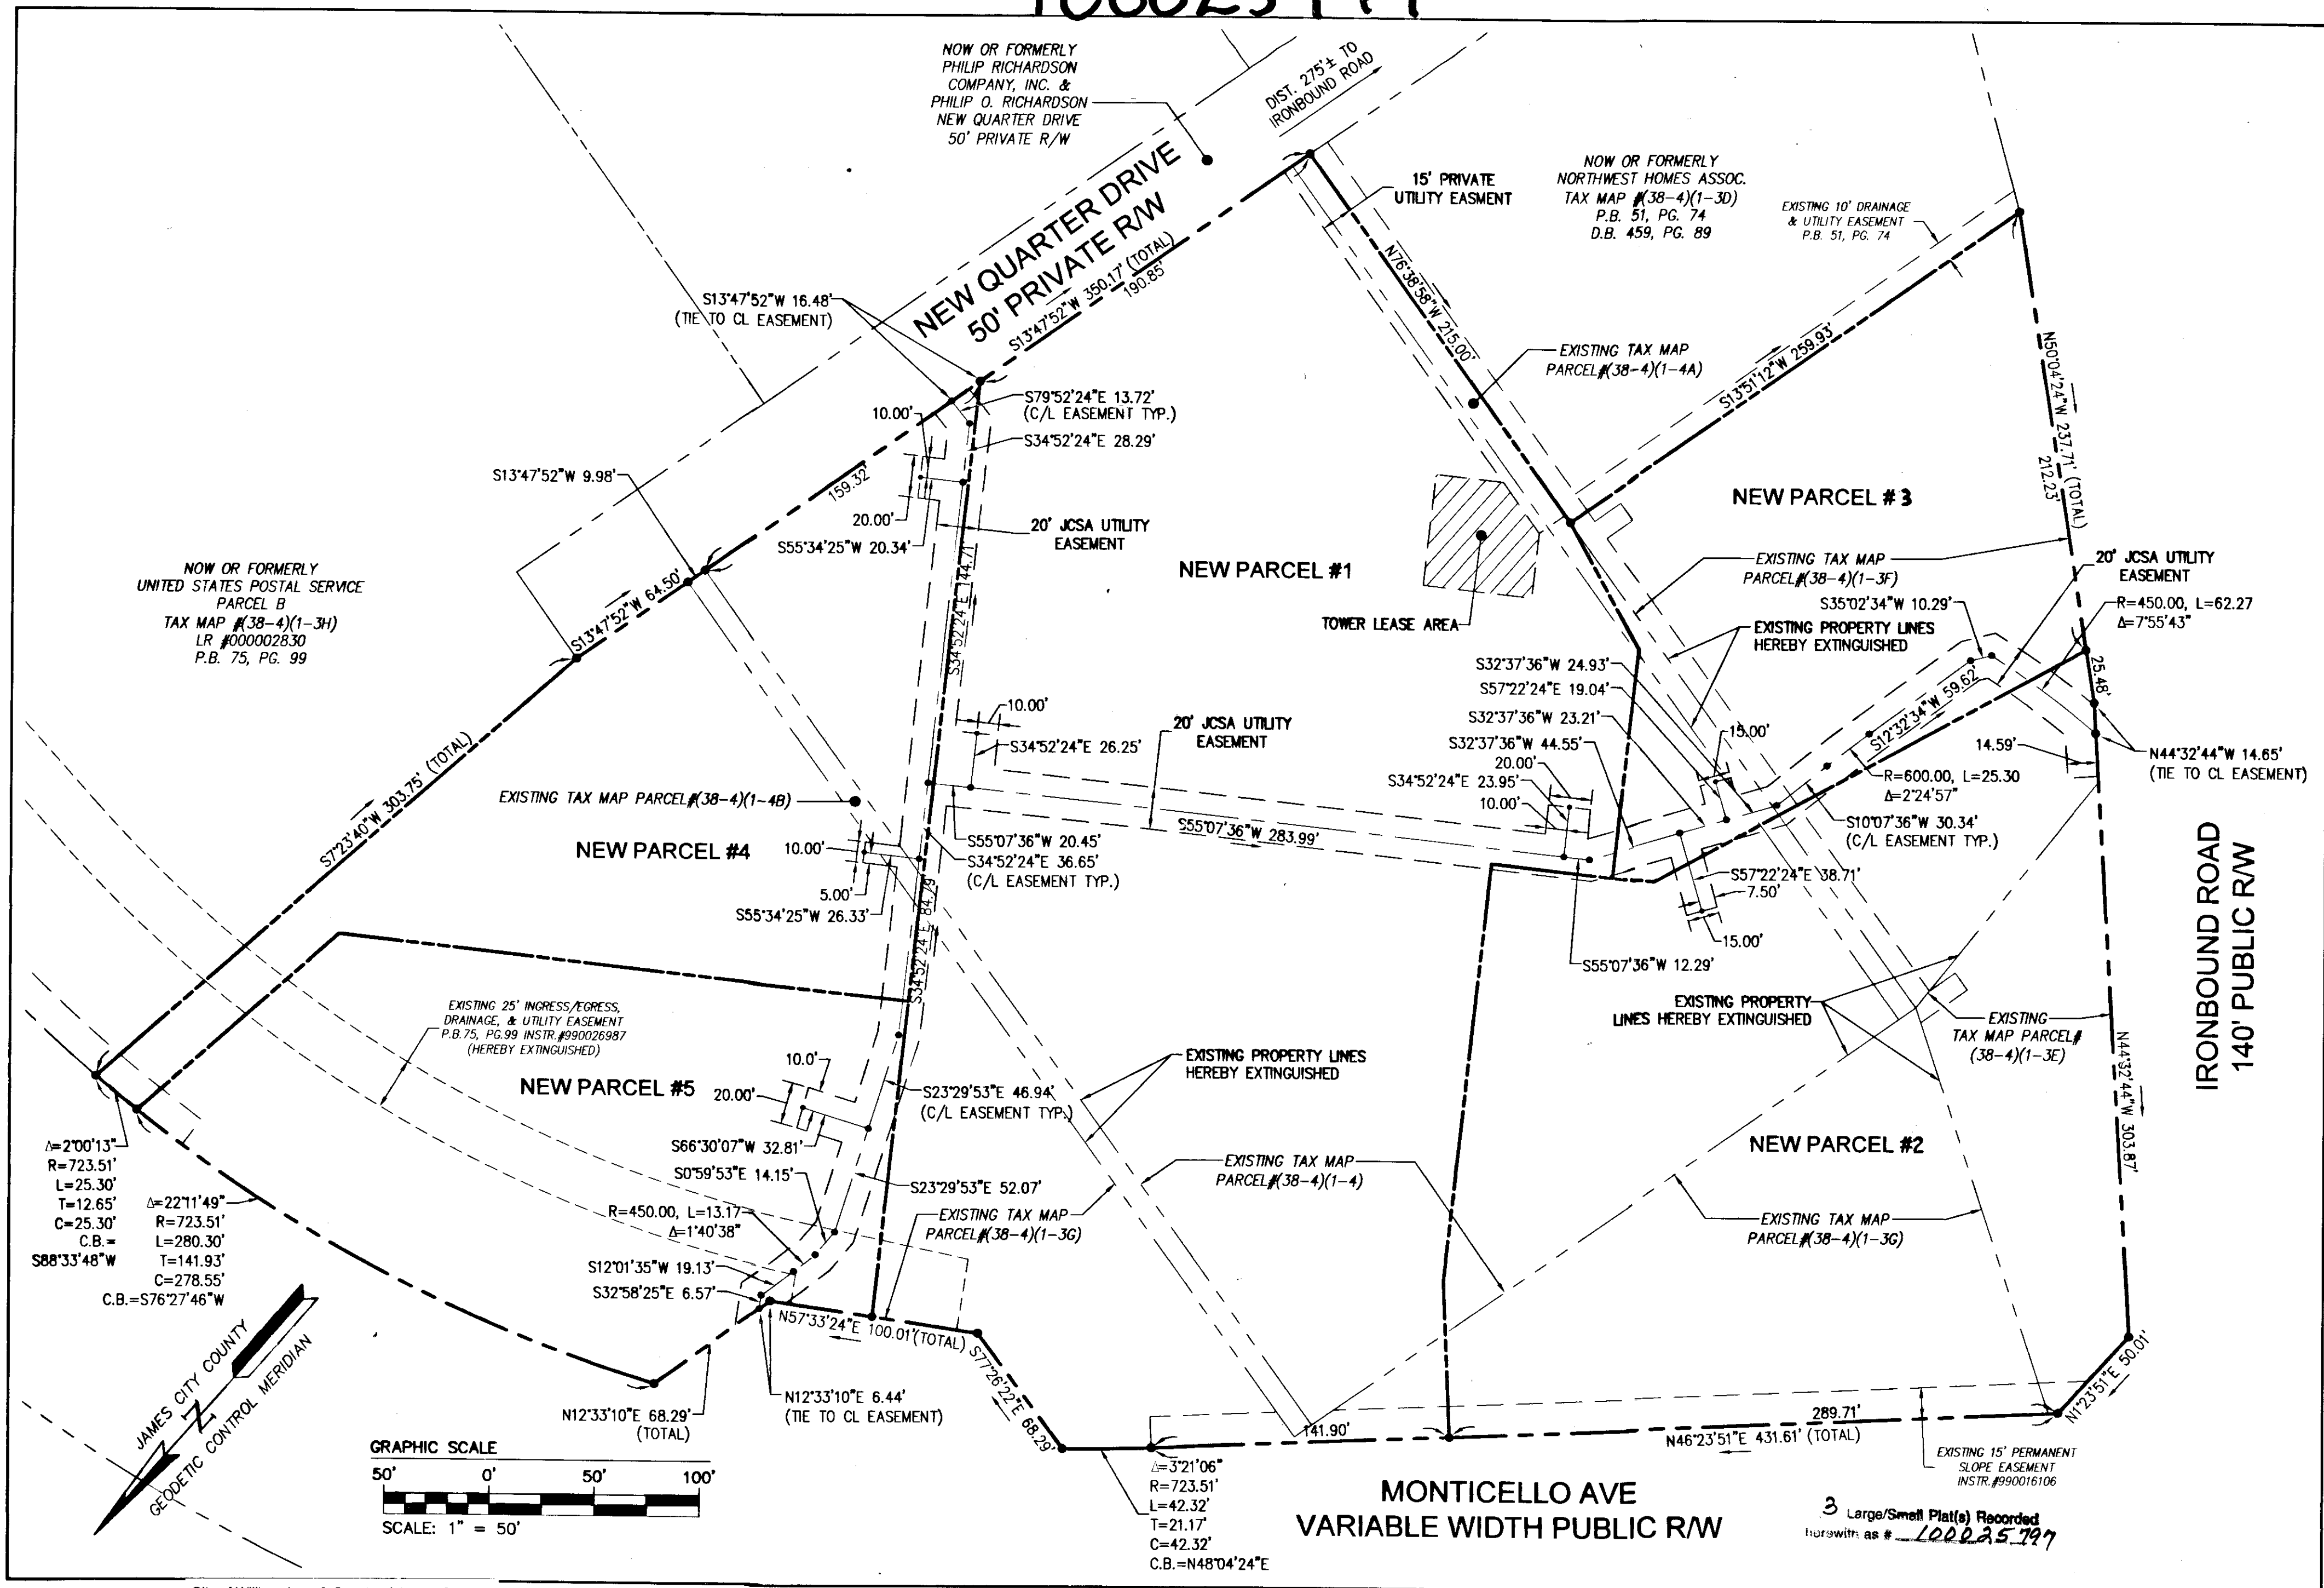 NOW OR FORMERLY
PHILIP RICHARDSON
COMPANY, INC. &
PHILIP O. RICHARDSON
NEW QUARTER DRIVE
50' PRIVATE R/W
DIST. 275'± TO
IRONBOUND ROAD
NEW QUARTER DRIVE
50' PRIVATE R/W
S13°47'52"W 350.17' (TOTAL)
190.85'
15' PRIVATE
UTILITY EASMENT
NOW OR FORMERLY
NORTHWEST HOMES ASSOC.
TAX MAP #(38-4)(1-3D)
P.B. 51, PG. 74
D.B. 459, PG. 89
EXISTING 10' DRAINAGE
& UTILITY EASEMENT
P.B. 51, PG. 74
N76°38'58"W 215.00'
S13°47'52"W 16.48'
(TIE TO CL EASEMENT)
EXISTING TAX MAP
PARCEL#(38-4)(1-4A)
S13°51'12"W 259.93'
N50°04'24"W 237.71' (TOTAL)
212.23'
10.00'
S79°52'24"E 13.72'
(C/L EASEMENT TYP.)
S34°52'24"E 28.29'
S13°47'52"W 9.98'
159.32'
20.00'
S55°34'25"W 20.34'
20' JCSA UTILITY
EASEMENT
NEW PARCEL #1
NEW PARCEL #3
TOWER LEASE AREA
EXISTING TAX MAP
PARCEL#(38-4)(1-3F)
20' JCSA UTILITY
EASEMENT
NOW OR FORMERLY
UNITED STATES POSTAL SERVICE
PARCEL B
TAX MAP #(38-4)(1-3H)
LR #000002830
P.B. 75, PG. 99
S13°47'52"W 64.50'
S34°52'24"E 144.71'
S35°02'34"W 10.29'
R=450.00, L=62.27
Δ=7°55'43"
EXISTING PROPERTY LINES
HEREBY EXTINGUISHED
S32°37'36"W 24.93'
S57°22'24"E 19.04'
S32°37'36"W 23.21'
S32°37'36"W 44.55'
15.00'
S12°32'34"W 59.62'
25.48'
14.59'
N44°32'44"W 14.65'
(TIE TO CL EASEMENT)
10.00'
S34°52'24"E 26.25'
20' JCSA UTILITY
EASEMENT
20.00'
S34°52'24"E 23.95'
10.00'
R=600.00, L=25.30
Δ=2°24'57"
S10°07'36"W 30.34'
(C/L EASEMENT TYP.)
S7°23'40"W 303.75' (TOTAL)
EXISTING TAX MAP PARCEL#(38-4)(1-4B)
NEW PARCEL #4
10.00'
5.00'
S55°34'25"W 26.33'
S55°07'36"W 20.45'
S34°52'24"E 36.65'
(C/L EASEMENT TYP.)
S55°07'36"W 283.99'
S34°52'24"E 84.79'
S57°22'24"E 38.71'
7.50'
15.00'
S55°07'36"W 12.29'
IRONBOUND ROAD
140' PUBLIC R/W
EXISTING PROPERTY
LINES HEREBY EXTINGUISHED
EXISTING
TAX MAP PARCEL#
(38-4)(1-3E)
N44°32'44"W 303.87'
EXISTING 25' INGRESS/EGRESS,
DRAINAGE, & UTILITY EASEMENT
P.B.75, PG.99 INSTR.#990026987
(HEREBY EXTINGUISHED)
NEW PARCEL #5
10.0'
20.00'
S66°30'07"W 32.81'
S0°59'53"E 14.15'
S23°29'53"E 46.94'
(C/L EASEMENT TYP.)
EXISTING PROPERTY LINES
HEREBY EXTINGUISHED
S23°29'53"E 52.07'
EXISTING TAX MAP
PARCEL#(38-4)(1-3G)
EXISTING TAX MAP
PARCEL#(38-4)(1-4)
NEW PARCEL #2
EXISTING TAX MAP
PARCEL#(38-4)(1-3G)
Δ=2°00'13"
R=723.51'
L=25.30'
T=12.65'
C=25.30'
C.B.=
S88°33'48"W
Δ=22°11'49"
R=723.51'
L=280.30'
T=141.93'
C=278.55'
C.B.=S76°27'46"W
R=450.00, L=13.17
Δ=1°40'38"
S12°01'35"W 19.13'
S32°58'25"E 6.57'
N57°33'24"E 100.01'(TOTAL)
S77°26'22"E 68.29'
N12°33'10"E 6.44'
(TIE TO CL EASEMENT)
N12°33'10"E 68.29'
(TOTAL)
N1°23'51"E 50.01'
141.90'
289.71'
N46°23'51"E 431.61' (TOTAL)
EXISTING 15' PERMANENT
SLOPE EASEMENT
INSTR.#990016106
JAMES CITY COUNTY
N
GEODETIC CONTROL MERIDIAN
GRAPHIC SCALE
50' 0' 50' 100'
SCALE: 1" = 50'
Δ=3°21'06"
R=723.51'
L=42.32'
T=21.17'
C=42.32'
C.B.=N48°04'24"E
MONTICELLO AVE
VARIABLE WIDTH PUBLIC R/W
3 Large/Small Plat(s) Recorded
herewith as # 100025797